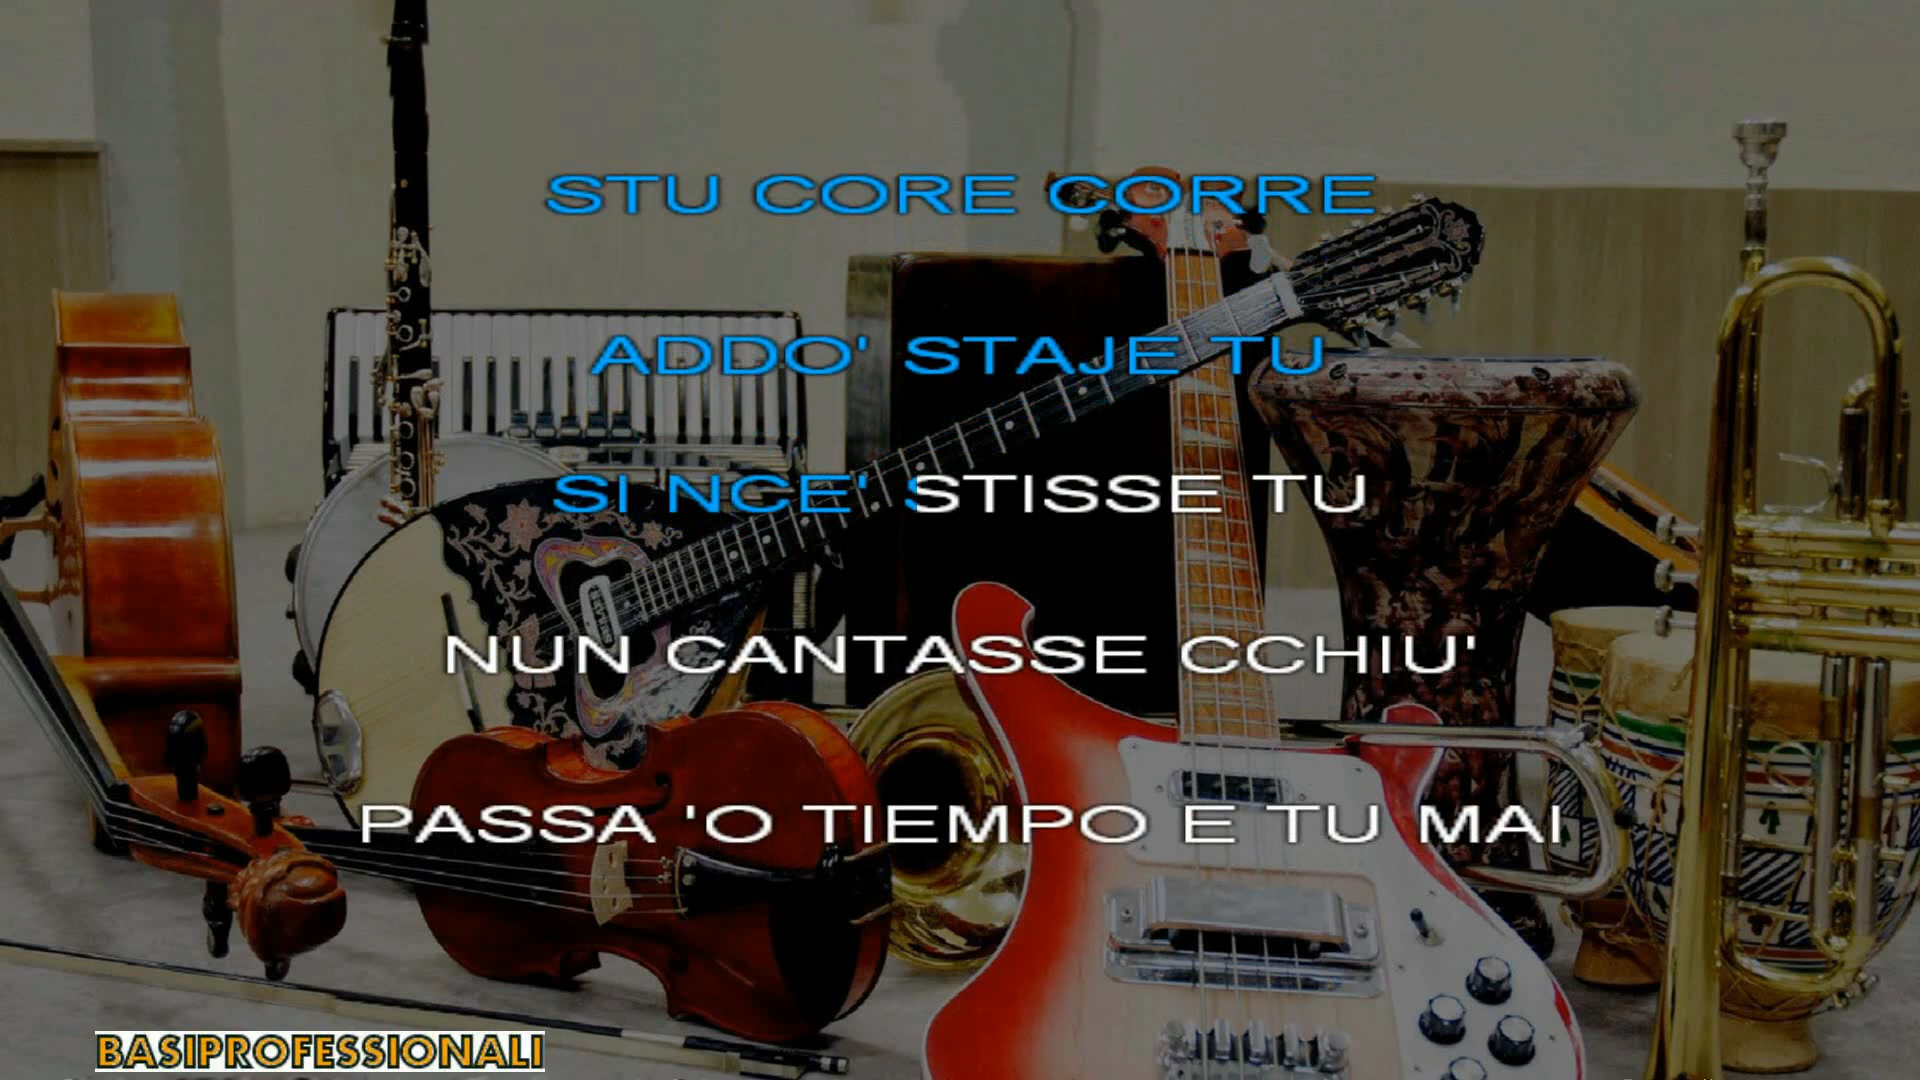 STU CORE CORRE
ADDO' STAJE TU
SI NCE' STISSE TU
NUN CANTASSE CCHIU'
PASSA 'O TIEMPO E TU MAI
BASIPROFESSIONALI